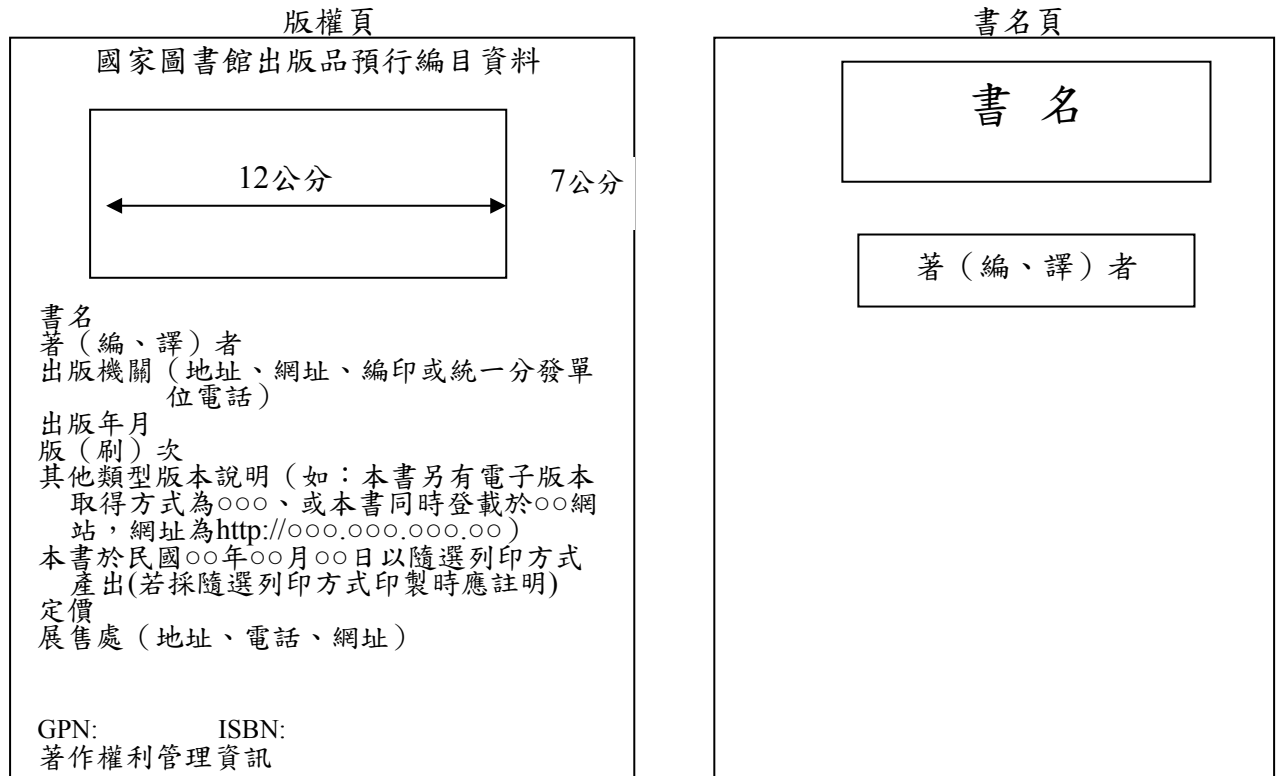 版權頁
國家圖書館出版品預行編目資料
12公分
7公分
書名
著（編、譯）者
出版機關（地址、網址、編印或統一分發單
位電話）
出版年月
版（刷）次
其他類型版本說明（如：本書另有電子版本
取得方式為○○○、或本書同時登載於○○網
站，網址為http://○○○.○○○.○○○.○○）
本書於民國○○年○○月○○日以隨選列印方式
產出(若採隨選列印方式印製時應註明)
定價
展售處（地址、電話、網址）
GPN: ISBN:
著作權利管理資訊
書名頁
書 名
著（編、譯）者